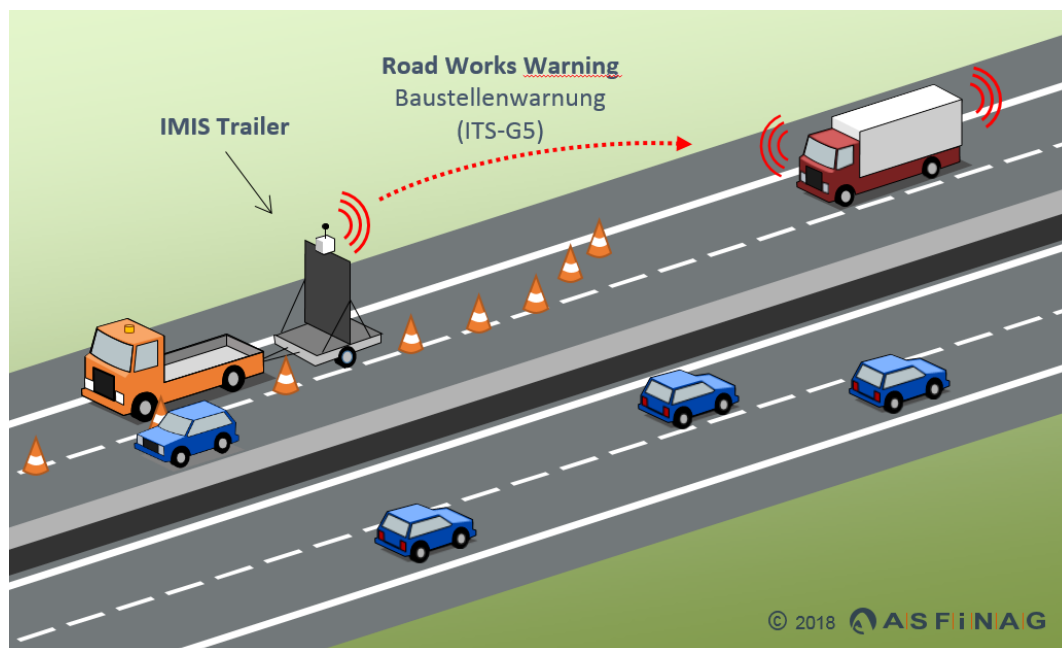 Road Works Warning
Baustellenwarnung
(ITS-G5)
IMIS Trailer
© 2018 ASFiNAG